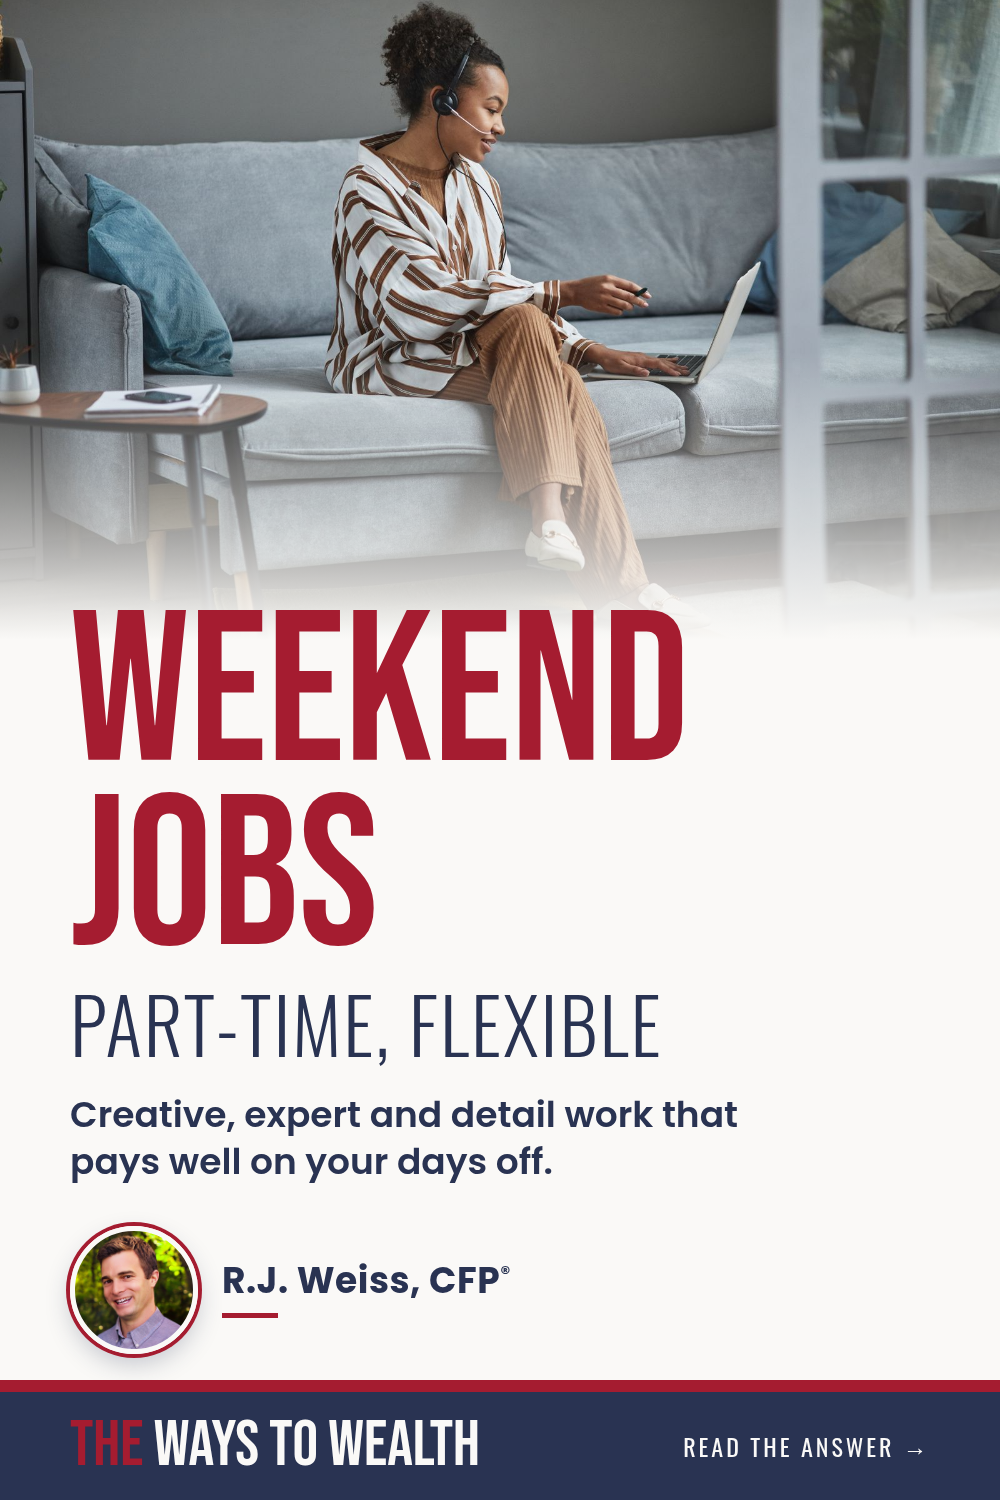 WEEKEND
JOBS
PART-TIME, FLEXIBLE
Creative, expert and detail work that
pays well on your days off.
R.J. Weiss, CFP®
THE WAYS TO WEALTH
READ THE ANSWER →